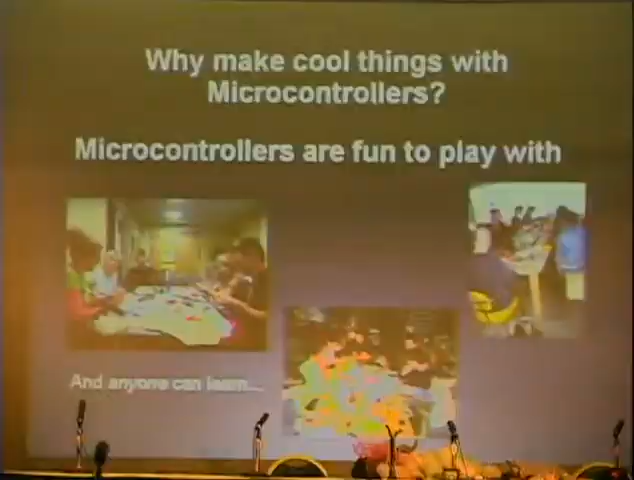 Why make cool things with
Microcontrollers?
Microcontrollers are fun to play with
And anyone can learn...